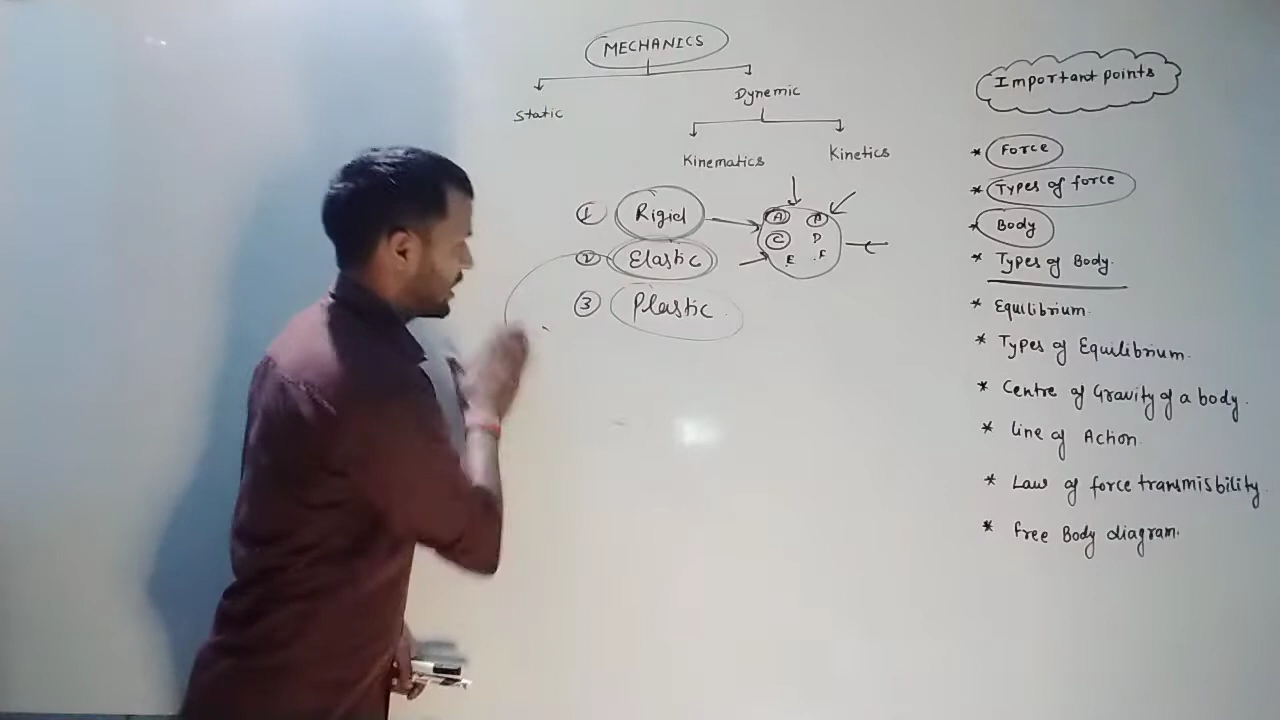 MECHANICS
Static
Dynemic
Kinematics
Kinetics
① Rigid
② Elastic
③ Plastic
A
B
C
D
E
F
Important points
* Force
* Types of force
* Body
* Types of Body.
* Equilibrium.
* Types of Equilibrium.
* Centre of Gravity of a body.
* line of Action.
* Law of force transmisbility.
* free Body diagram.